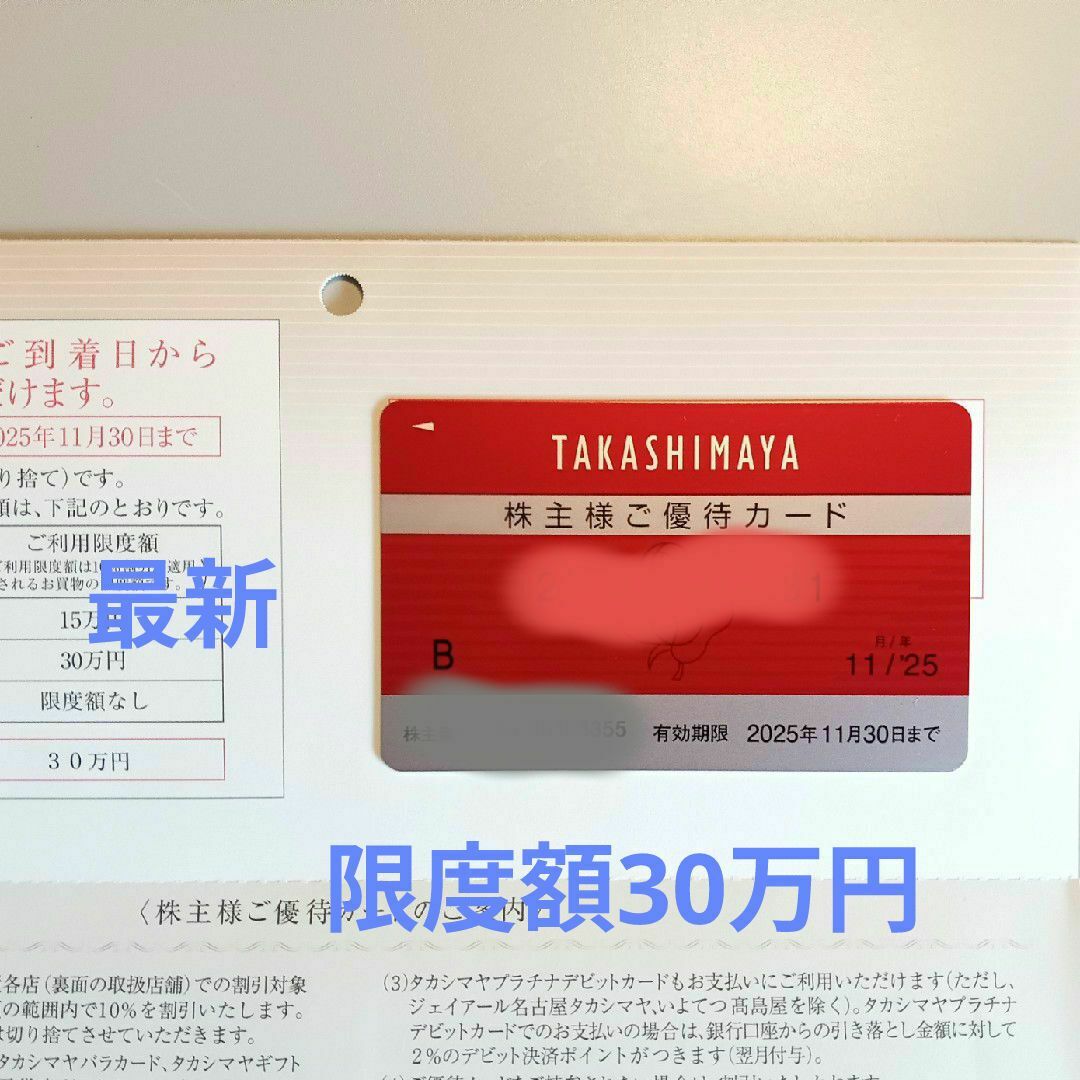 ご到着日から
けます。
025年11月30日まで
り捨て)です。
額は、下記のとおりです。
ご利用限度額
15万
30万円
限度額なし
30万円
最新
TAKASHIMAYA
株主様ご優待カード
B
月/年
11/'25
株主
355
有効期限 2025年11月30日まで
限度額30万円
〈株主様ご優待
各店(裏面の取扱店舗)での割引対象
の範囲内で10%を割引いたします。
切り捨てさせていただきます。
タカシマヤバラカード、タカシマヤギフト
(3)タカシマヤプラチナデビットカードもお支払いにご利用いただけます(ただし、
ジェイアール名古屋タカシマヤ、いよてつ髙島屋を除く)。タカシマヤプラチナ
デビットカードでのお支払いの場合は、銀行口座からの引き落とし金額に対して
2%のデビット決済ポイントがつきます(翌月付与)。